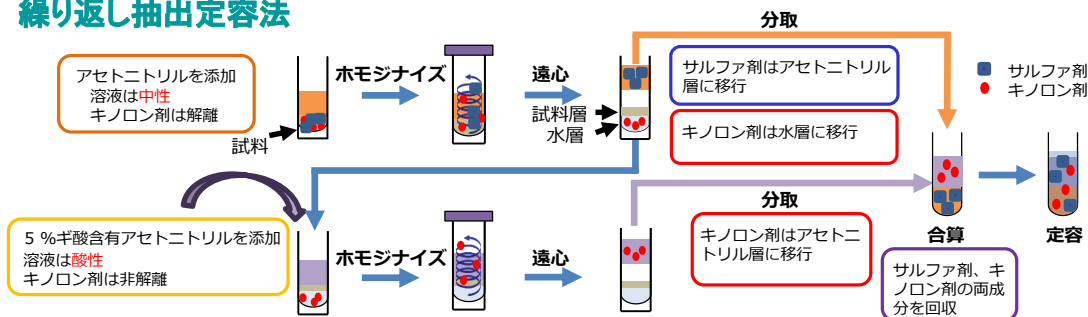 繰り返し抽出定容法
アセトニトリルを添加
溶液は中性
キノロン剤は解離
試料
ホモジナイズ
遠心
試料層
水層
分取
サルファ剤はアセトニトリル
層に移行
キノロン剤は水層に移行
サルファ剤
キノロン剤
5 %ギ酸含有アセトニトリルを添加
溶液は酸性
キノロン剤は非解離
ホモジナイズ
遠心
分取
キノロン剤はアセトニ
トリル層に移行
合算
定容
サルファ剤、キ
ノロン剤の両成
分を回収